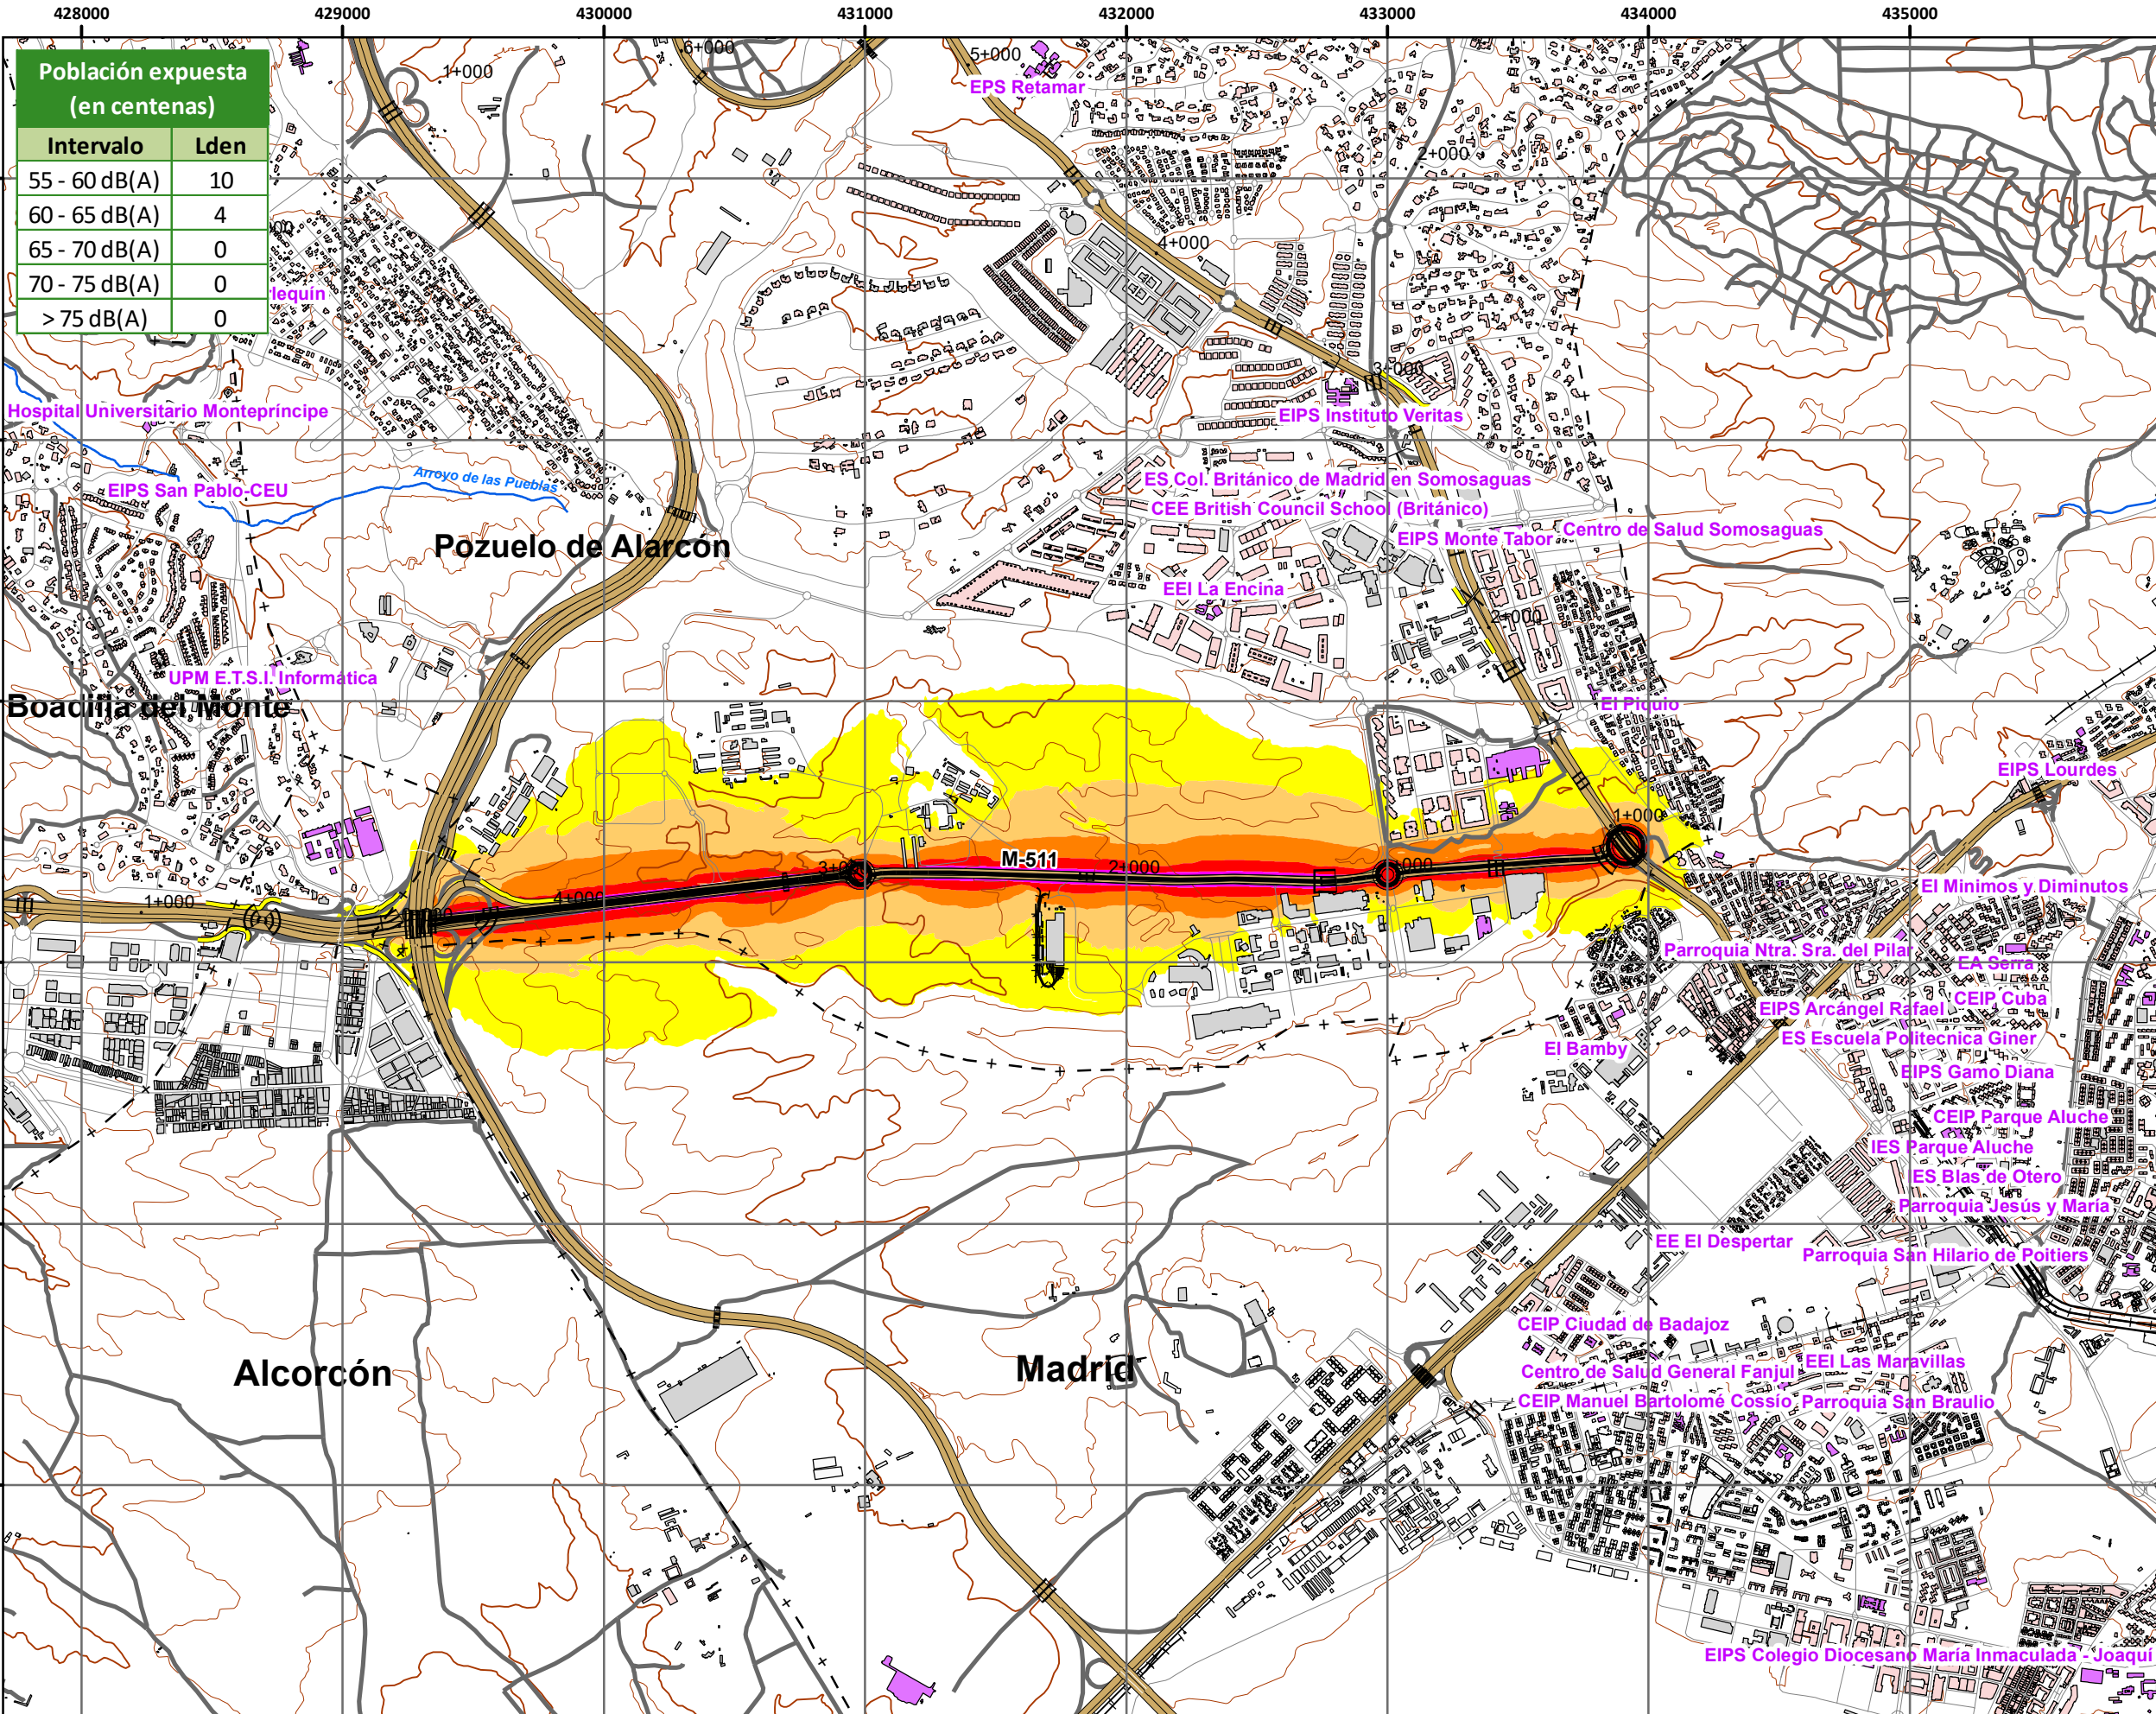 428000 429000 430000 431000 432000 433000 434000 435000
Población expuesta
(en centenas)
Intervalo Lden
55 - 60 dB(A) 10
60 - 65 dB(A) 4
65 - 70 dB(A) 0
70 - 75 dB(A) 0
> 75 dB(A) 0
6+000
5+000
1+000
EPS Retamar
2+000
4+000
lequín
3+000
Hospital Universitario Montepríncipe
EIPS Instituto Veritas
Arroyo de las Pueblas
ES Col. Británico de Madrid en Somosaguas
EIPS San Pablo-CEU
CEE British Council School (Británico)
Centro de Salud Somosaguas
EIPS Monte Tabor
Pozuelo de Alarcón
EEI La Encina
2+000
UPM E.T.S.I. Informática
Boadilla del Monte
EI Piquio
EIPS Lourdes
1+000
M-511
2+000
EI Minimos y Diminutos
4+000
1+000
Parroquia Ntra. Sra. del Pilar
EA Serra
CEIP Cuba
EIPS Arcángel Rafael
ES Escuela Politecnica Giner
EI Bamby
EIPS Gamo Diana
CEIP Parque Aluche
IES Parque Aluche
ES Blas de Otero
Parroquia Jesús y María
EE El Despertar
Parroquia San Hilario de Poitiers
CEIP Ciudad de Badajoz
EEI Las Maravillas
Alcorcón
Madrid
Centro de Salud General Fanjul
CEIP Manuel Bartolomé Cossío
Parroquia San Braulio
EIPS Colegio Diocesano María Inmaculada - Joaquí